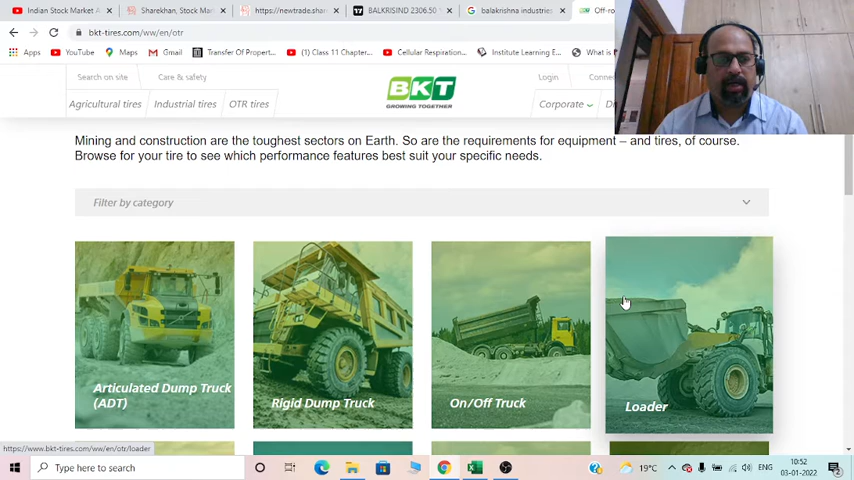 Indian Stock Market A
Sharekhan, Stock Mar
https://newtrade.share
BALKRISIND 2306.50
balakrishna industries
Off-ro
bkt-tires.com/ww/en/otr
Apps
YouTube
Maps
Gmail
Transfer Of Propert...
(1) Class 11 Chapter...
Cellular Respiratio...
Institute Learning E...
What is
Search on site
Care & safety
Login
Connec
Agricultural tires
Industrial tires
OTR tires
BKT
GROWING TOGETHER
Corporate
Mining and construction are the toughest sectors on Earth. So are the requirements for equipment – and tires, of course.
Browse for your tire to see which performance features best suit your specific needs.
Filter by category
Articulated Dump Truck
(ADT)
Rigid Dump Truck
On/Off Truck
Loader
https://www.bkt-tires.com/ww/en/otr/loader
Type here to search
19°C
ENG
10:52
03-01-2022